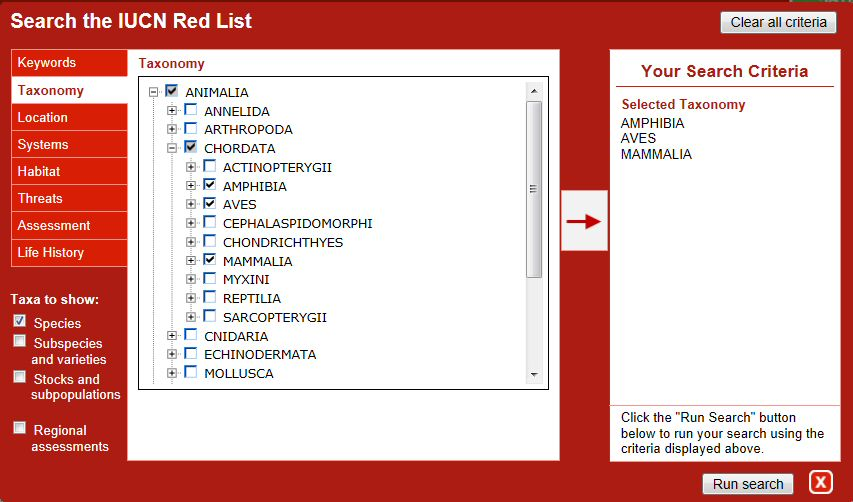 Search the IUCN Red List
Clear all criteria
Keywords
Taxonomy
Location
Systems
Habitat
Threats
Assessment
Life History
Taxa to show:
Species
Subspecies
and varieties
Stocks and
subpopulations
Regional
assessments
Taxonomy
ANIMALIA
ANNELIDA
ARTHROPODA
CHORDATA
ACTINOPTERYGII
AMPHIBIA
AVES
CEPHALASPIDOMORPHI
CHONDRICHTHYES
MAMMALIA
MYXINI
REPTILIA
SARCOPTERYGII
CNIDARIA
ECHINODERMATA
MOLLUSCA
Your Search Criteria
Selected Taxonomy
AMPHIBIA
AVES
MAMMALIA
Click the "Run Search" button
below to run your search using the
criteria displayed above.
Run search
X